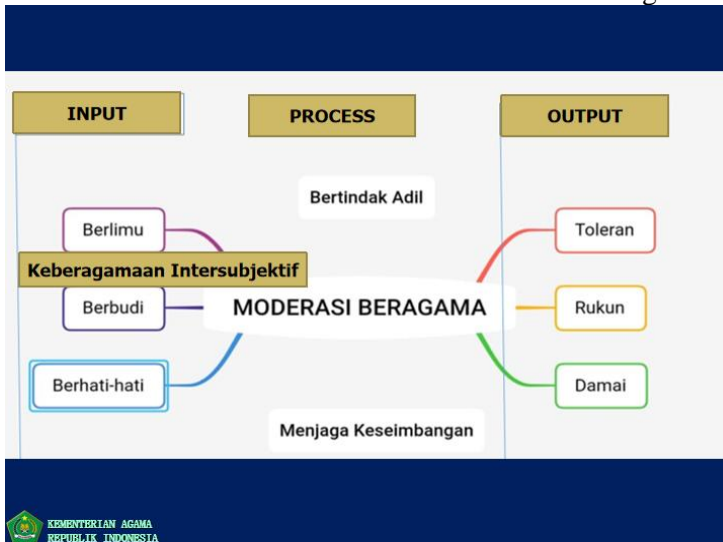 INPUT
PROCESS
OUTPUT
Bertindak Adil
Berlimu
Toleran
Keberagamaan Intersubjektif
Berbudi
MODERASI BERAGAMA
Rukun
Berhati-hati
Damai
Menjaga Keseimbangan
KEMENTERIAN AGAMA
REPUBLIK INDONESIA